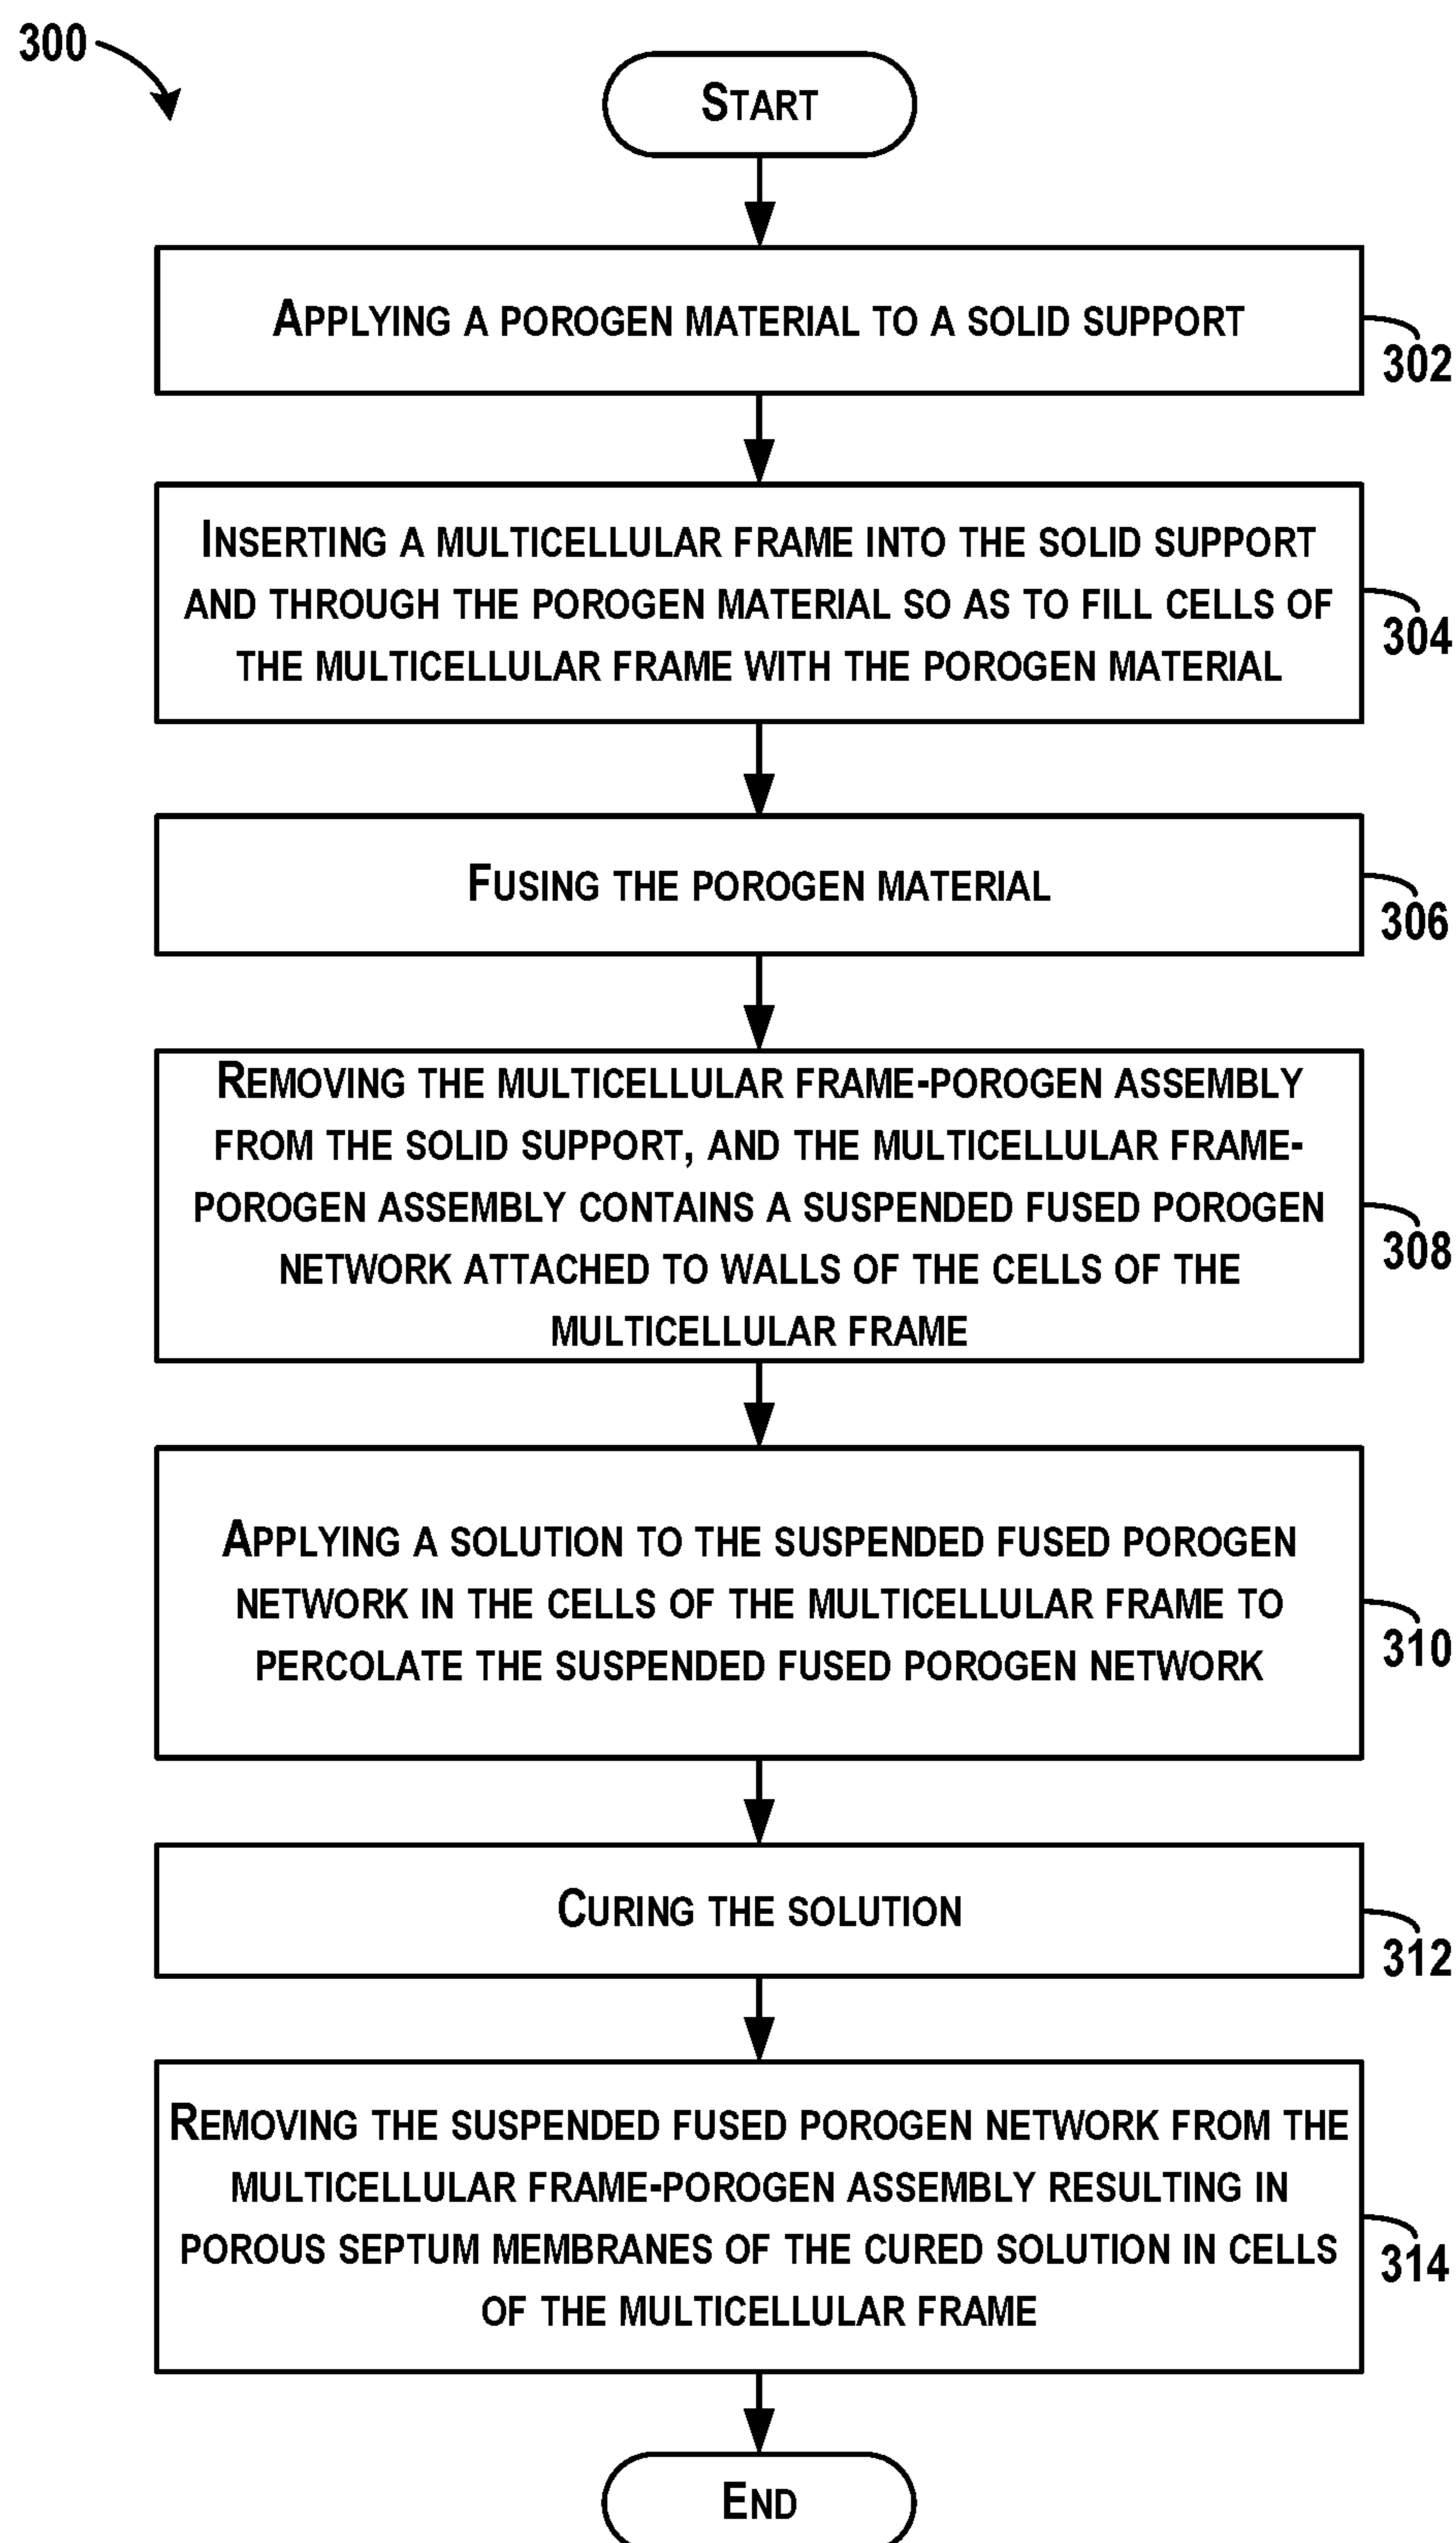 300
START
APPLYING A POROGEN MATERIAL TO A SOLID SUPPORT
302
INSERTING A MULTICELLULAR FRAME INTO THE SOLID SUPPORT
AND THROUGH THE POROGEN MATERIAL SO AS TO FILL CELLS OF
THE MULTICELLULAR FRAME WITH THE POROGEN MATERIAL
304
FUSING THE POROGEN MATERIAL
306
REMOVING THE MULTICELLULAR FRAME-POROGEN ASSEMBLY
FROM THE SOLID SUPPORT, AND THE MULTICELLULAR FRAME-
POROGEN ASSEMBLY CONTAINS A SUSPENDED FUSED POROGEN
NETWORK ATTACHED TO WALLS OF THE CELLS OF THE
MULTICELLULAR FRAME
308
APPLYING A SOLUTION TO THE SUSPENDED FUSED POROGEN
NETWORK IN THE CELLS OF THE MULTICELLULAR FRAME TO
PERCOLATE THE SUSPENDED FUSED POROGEN NETWORK
310
CURING THE SOLUTION
312
REMOVING THE SUSPENDED FUSED POROGEN NETWORK FROM THE
MULTICELLULAR FRAME-POROGEN ASSEMBLY RESULTING IN
POROUS SEPTUM MEMBRANES OF THE CURED SOLUTION IN CELLS
OF THE MULTICELLULAR FRAME
314
END